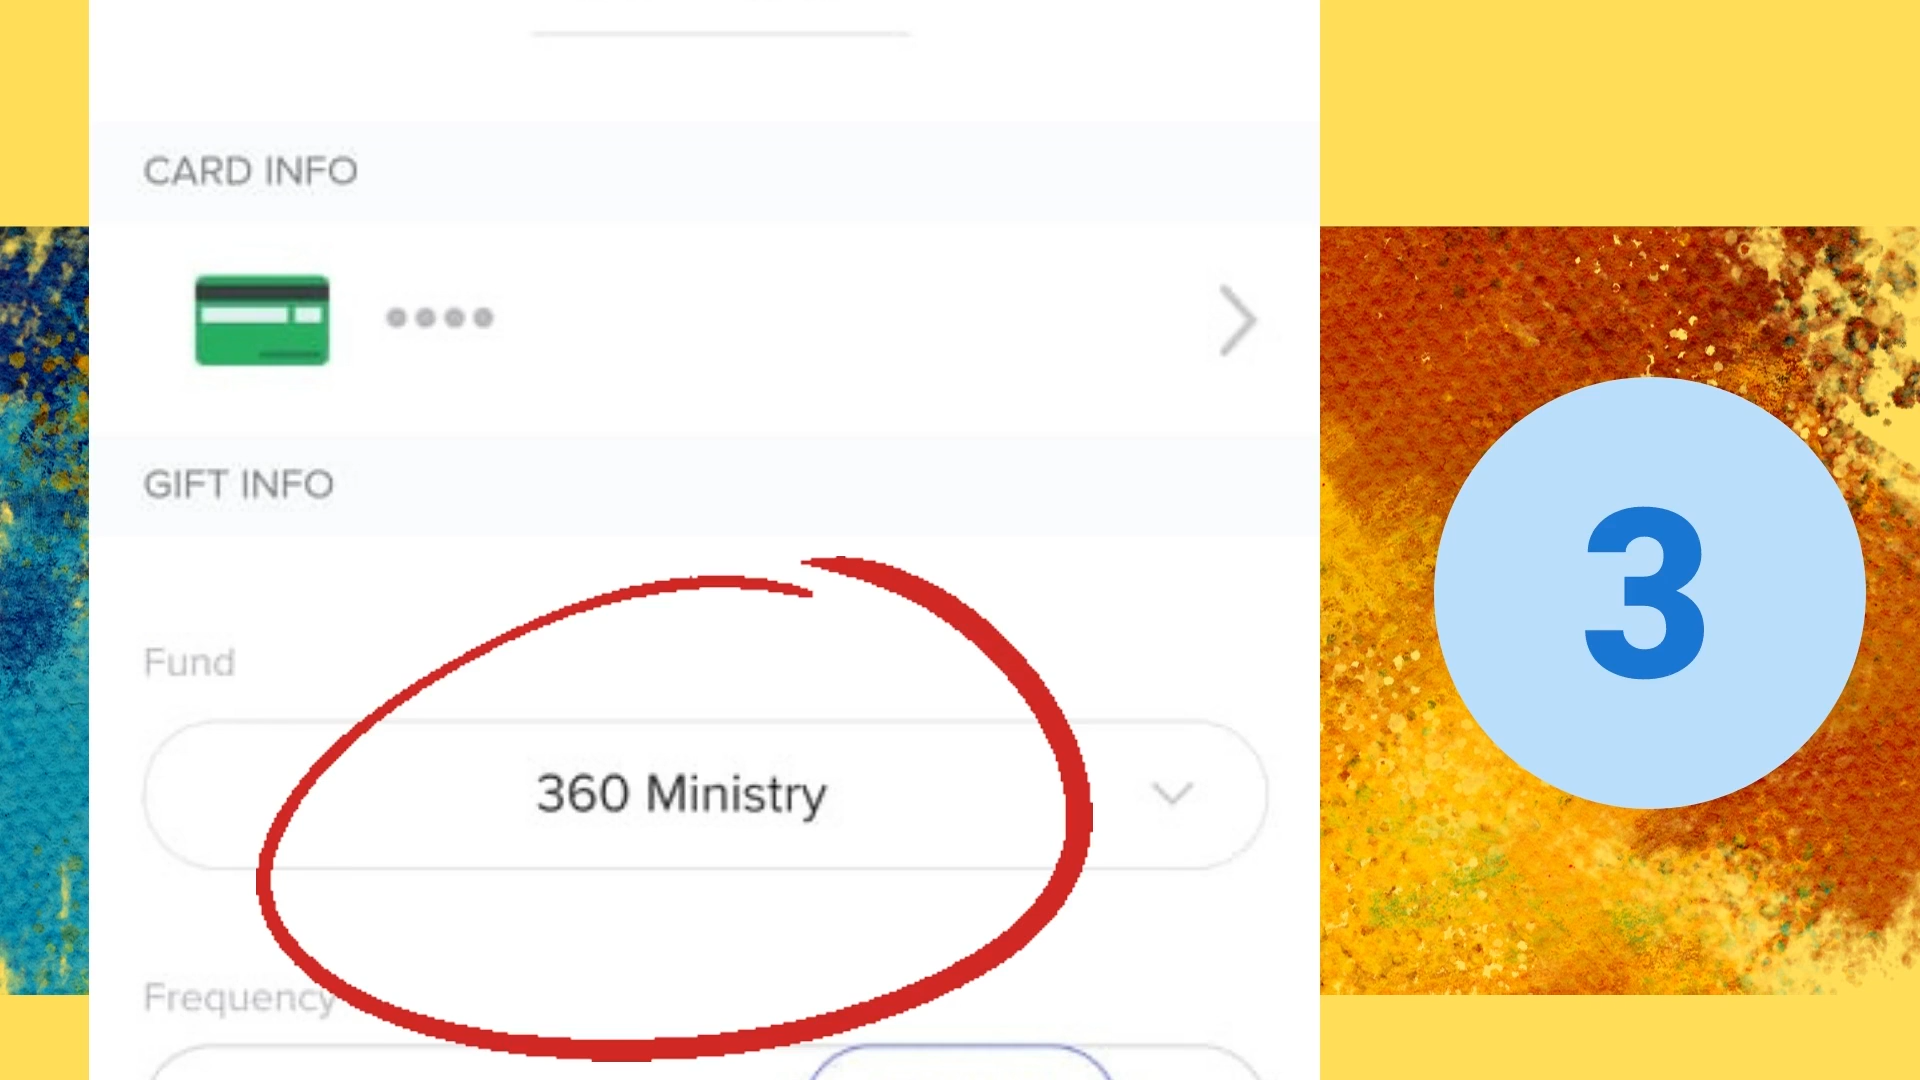 CARD INFO
••••
GIFT INFO
Fund
360 Ministry
Frequency
3